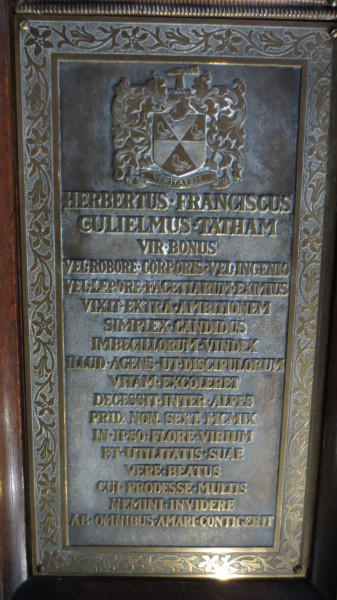 VERITATEM
HERBERTUS · FRANCISCUS
GULIELMUS · TATHAM
VIR · BONUS
VEL · ROBORE · CORPORIS · VEL · INGENIO
VEL · LEPORE · FACETIARUM · EXIMIUS
VIXIT · EXTRA · AMBITIONEM
SIMPLEX · CANDIDUS
IMBECILLORUM · VINDEX
ILLUD · AGENS · UT · DISCIPULORUM
VITAM · EXCOLERET
DECESSIT · INTER · ALPES
PRID. NON. SEXT. MCMIX
IN · IPSO · FLORE · VIRIUM
ET · UTILITATIS · SUAE
VERE · BEATUS
CUI · PRODESSE · MULTIS
NEMINI · INVIDERE
AB · OMNIBUS · AMARI · CONTIGERIT